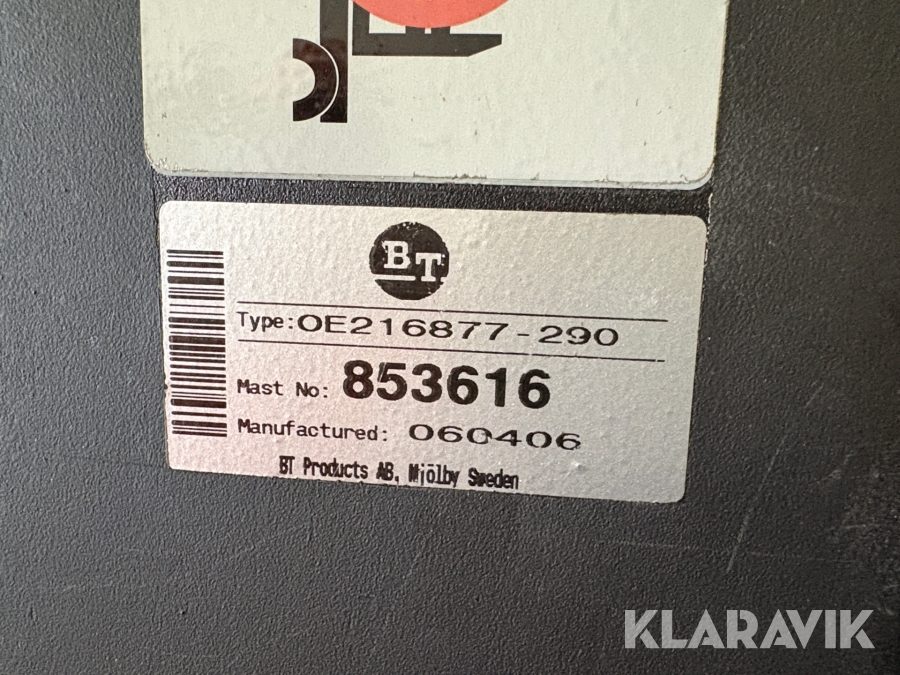 BT
Type:OE216877-290
Mast No: 853616
Manufactured: 060406
BT Products AB, Mjölby Sweden
KLARAVIK